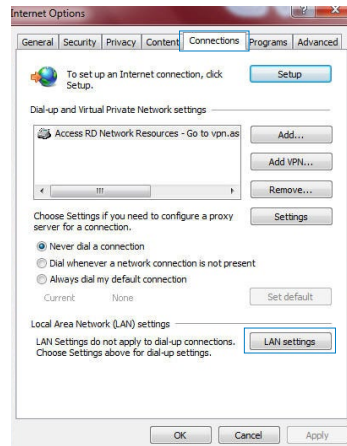 Internet Options
General Security Privacy Content Connections Programs Advanced
To set up an Internet connection, click
Setup.
Setup
Dial-up and Virtual Private Network settings
Access RD Network Resources - Go to vpn.as
Add...
Add VPN...
Remove...
Choose Settings if you need to configure a proxy
server for a connection.
Settings
Never dial a connection
Dial whenever a network connection is not present
Always dial my default connection
Current None
Set default
Local Area Network (LAN) settings
LAN Settings do not apply to dial-up connections.
Choose Settings above for dial-up settings.
LAN settings
OK Cancel Apply